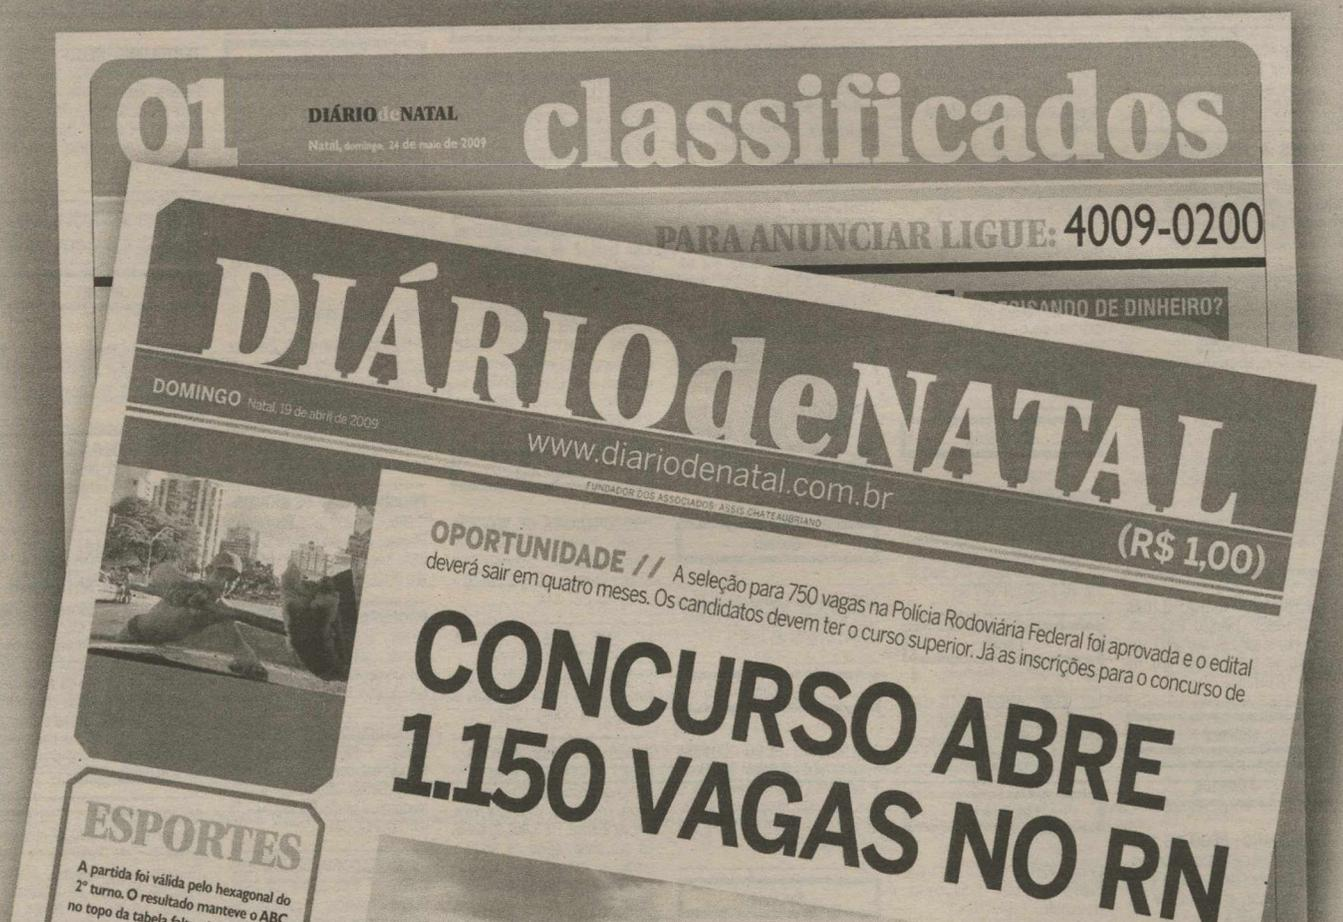 01
DIÁRIOdeNATAL
Natal, domingo, 24 de maio de 2009
classificados
PARA ANUNCIAR LIGUE: 4009-0200
DE DINHEIRO?
DIÁRIOdeNATAL
DOMINGO Natal, 19 de abril de 2009
www.diariodenatal.com.br
FUNDADOR DOS ASSOCIADOS: ASSIS CHATEAUBRIAND
(R$ 1,00)
OPORTUNIDADE // A seleção para 750 vagas na Polícia Rodoviária Federal foi aprovada e o edital
deverá sair em quatro meses. Os candidatos devem ter o curso superior. Já as inscrições para o concurso de
CONCURSO ABRE
1.150 VAGAS NO RN
ESPORTES
A partida foi válida pelo hexagonal do
2º turno. O resultado manteve o ABC
no topo da tabela